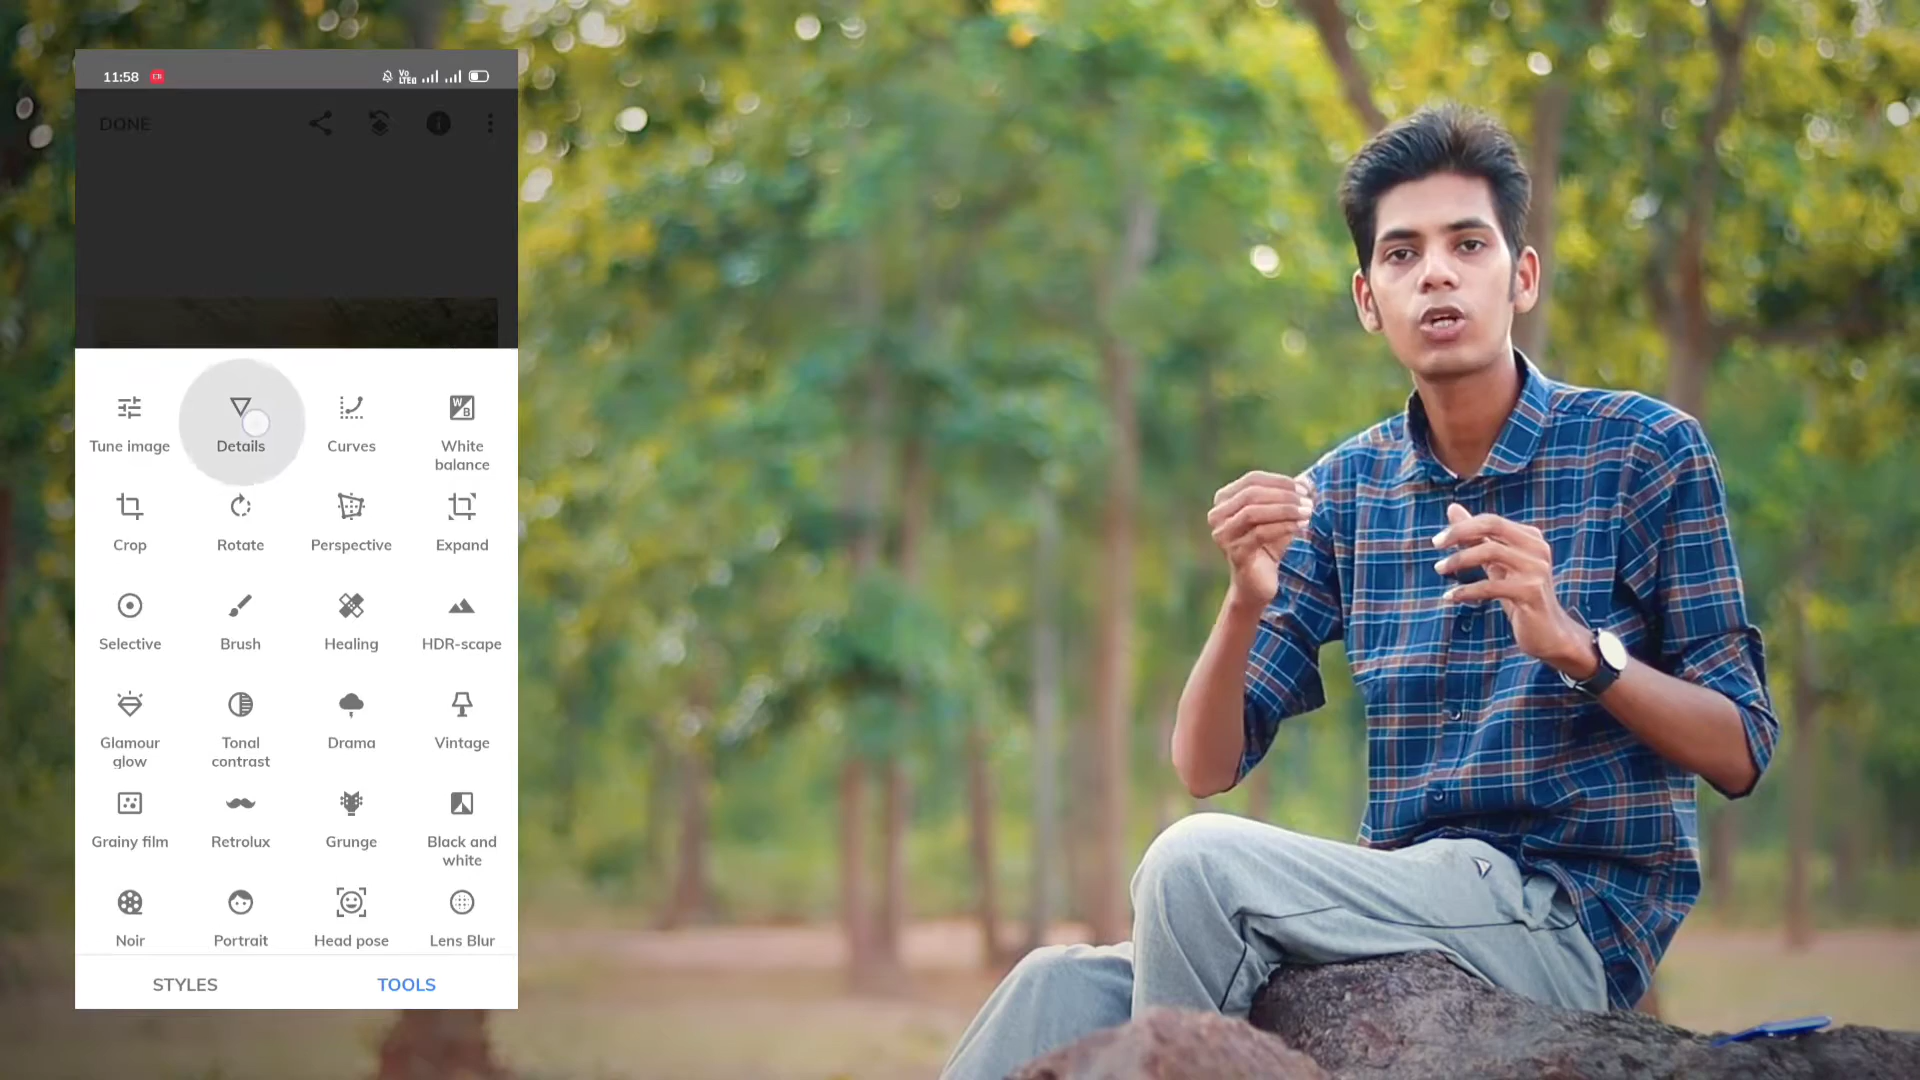 11:58
Vo
LTE
DONE
Tune image
Details
Curves
White
balance
Crop
Rotate
Perspective
Expand
Selective
Brush
Healing
HDR-scape
Glamour
glow
Tonal
contrast
Drama
Vintage
Grainy film
Retrolux
Grunge
Black and
white
Noir
Portrait
Head pose
Lens Blur
STYLES
TOOLS